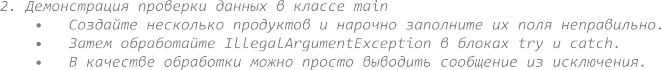 2. Демонстрация проверки данных в классе main
• Создайте несколько продуктов и нарочно заполните их поля неправильно.
• Затем обработайте IllegalArgumentException в блоках try и catch.
• В качестве обработки можно просто выводить сообщение из исключения.